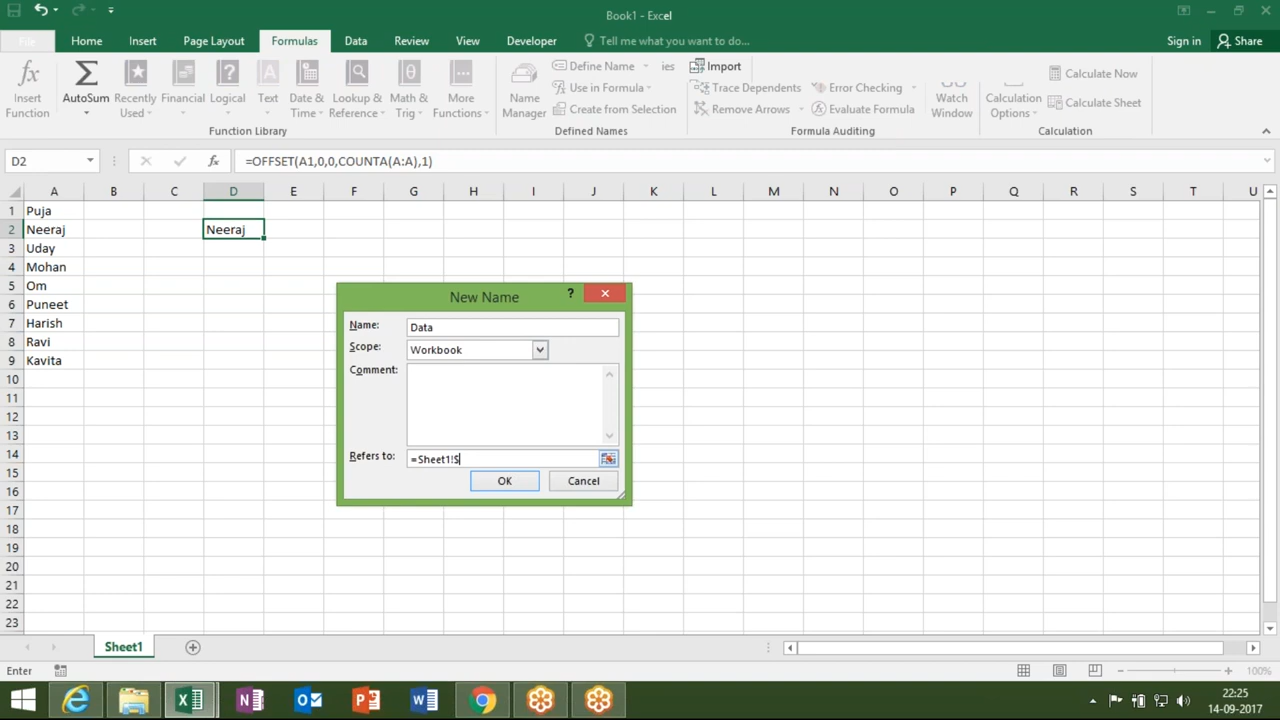 Book1 - Excel
File Home Insert Page Layout Formulas Data Review View Developer Tell me what you want to do... Sign in Share
Insert Function
AutoSum
Recently Used
Financial
Logical
Text
Date & Time
Lookup & Reference
Math & Trig
More Functions
Function Library
Name Manager
Define Name
ies
Use in Formula
Create from Selection
Defined Names
Import
Trace Dependents
Remove Arrows
Error Checking
Evaluate Formula
Formula Auditing
Watch Window
Calculation Options
Calculate Now
Calculate Sheet
Calculation
D2 fx =OFFSET(A1,0,0,COUNTA(A:A),1)
A B C D E F G H I J K L M N O P Q R S T U
1 Puja
2 Neeraj Neeraj
3 Uday
4 Mohan
5 Om
6 Puneet
7 Harish
8 Ravi
9 Kavita
10
11
12
13
14
15
16
17
18
19
20
21
22
23
New Name ?
Name: Data
Scope: Workbook
Comment:
Refers to: =Sheet1!$
OK Cancel
Sheet1
Enter 100%
22:25
14-09-2017